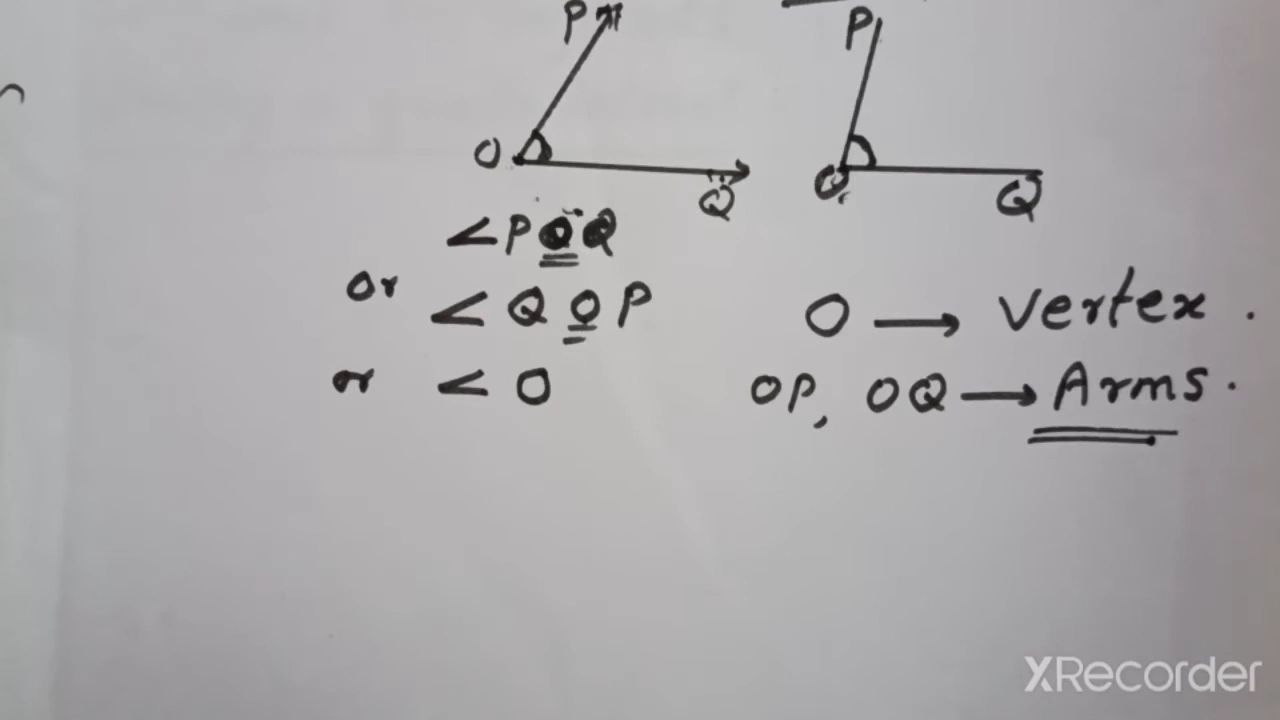 P P
O Q O Q
<POQ
or <QOP O → Vertex.
or <O OP, OQ → Arms.
XRecorder